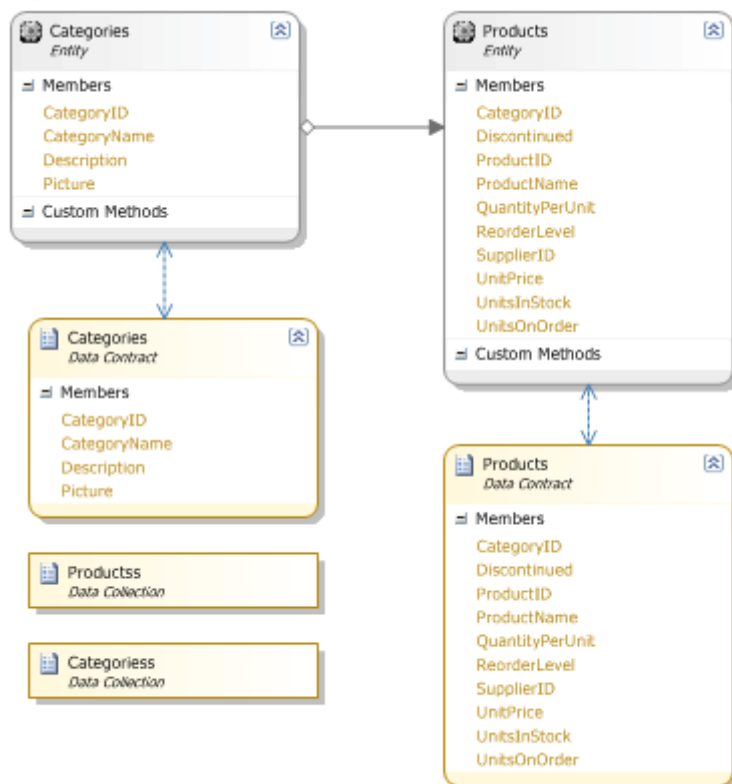 Categories
Entity
Members
CategoryID
CategoryName
Description
Picture
Custom Methods
Products
Entity
Members
CategoryID
Discontinued
ProductID
ProductName
QuantityPerUnit
ReorderLevel
SupplierID
UnitPrice
UnitsInStock
UnitsOnOrder
Custom Methods
Categories
Data Contract
Members
CategoryID
CategoryName
Description
Picture
Productss
Data Collection
Categoriess
Data Collection
Products
Data Contract
Members
CategoryID
Discontinued
ProductID
ProductName
QuantityPerUnit
ReorderLevel
SupplierID
UnitPrice
UnitsInStock
UnitsOnOrder